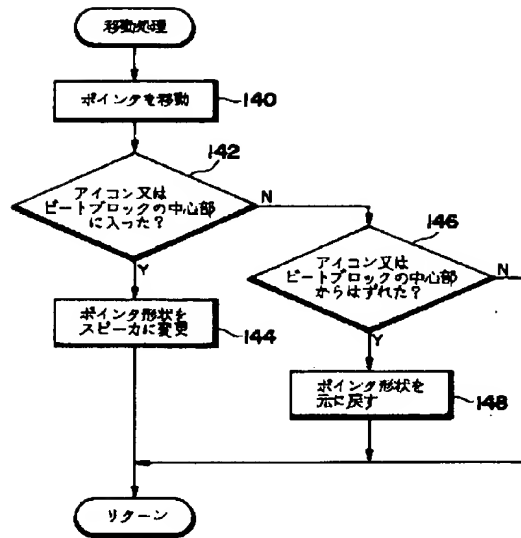 移動処理
ポインタを移動
140
142
アイコン又は
ビートブロックの中心部
に入った?
N
Y
146
アイコン又は
ビートブロックの中心部
からはずれた?
N
Y
ポインタ形状を
スピーカに変更
144
ポインタ形状を
元に戻す
148
リターン